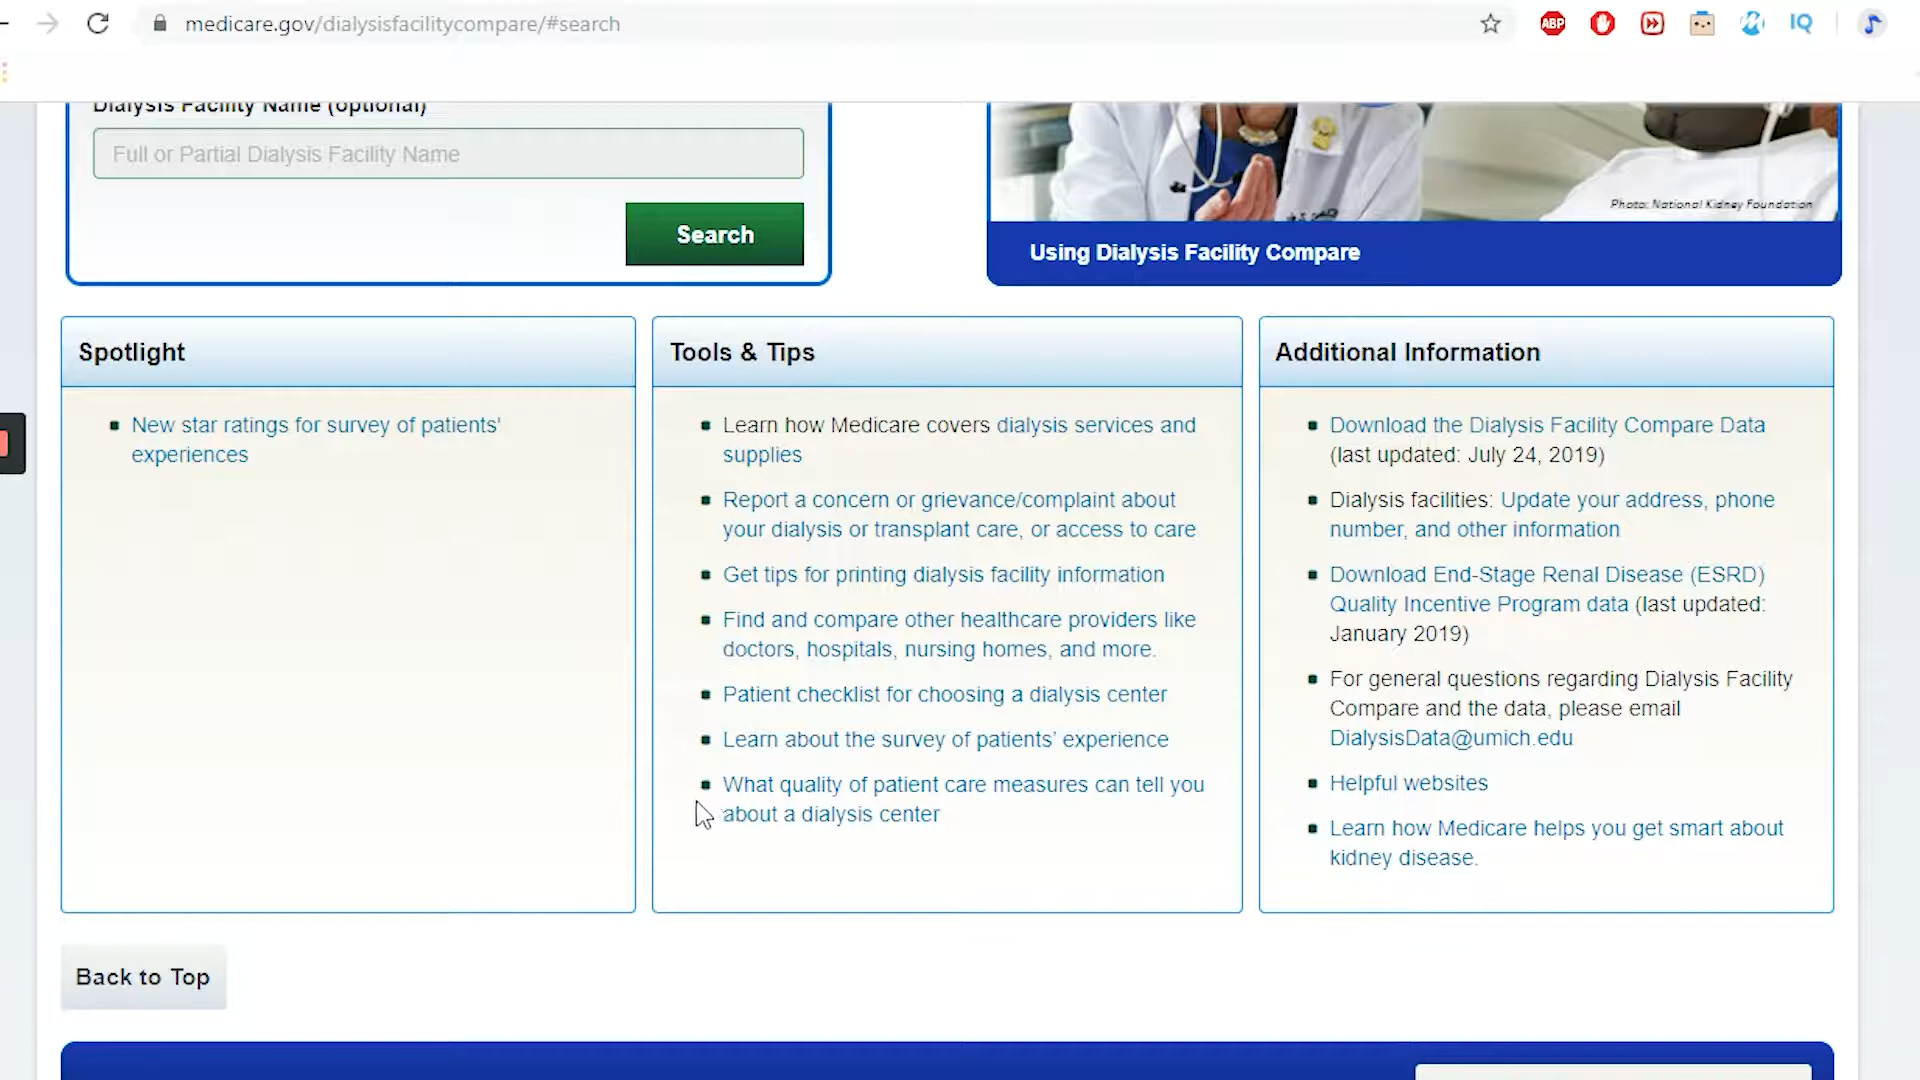 medicare.gov/dialysisfacilitycompare/#search
ABP
IQ
Dialysis Facility Name (optional)
Full or Partial Dialysis Facility Name
Search
Photo: National Kidney Foundation
Using Dialysis Facility Compare
Spotlight
New star ratings for survey of patients'
experiences
Tools & Tips
Learn how Medicare covers dialysis services and
supplies
Report a concern or grievance/complaint about
your dialysis or transplant care, or access to care
Get tips for printing dialysis facility information
Find and compare other healthcare providers like
doctors, hospitals, nursing homes, and more.
Patient checklist for choosing a dialysis center
Learn about the survey of patients' experience
What quality of patient care measures can tell you
about a dialysis center
Additional Information
Download the Dialysis Facility Compare Data
(last updated: July 24, 2019)
Dialysis facilities: Update your address, phone
number, and other information
Download End-Stage Renal Disease (ESRD)
Quality Incentive Program data (last updated:
January 2019)
For general questions regarding Dialysis Facility
Compare and the data, please email
DialysisData@umich.edu
Helpful websites
Learn how Medicare helps you get smart about
kidney disease.
Back to Top